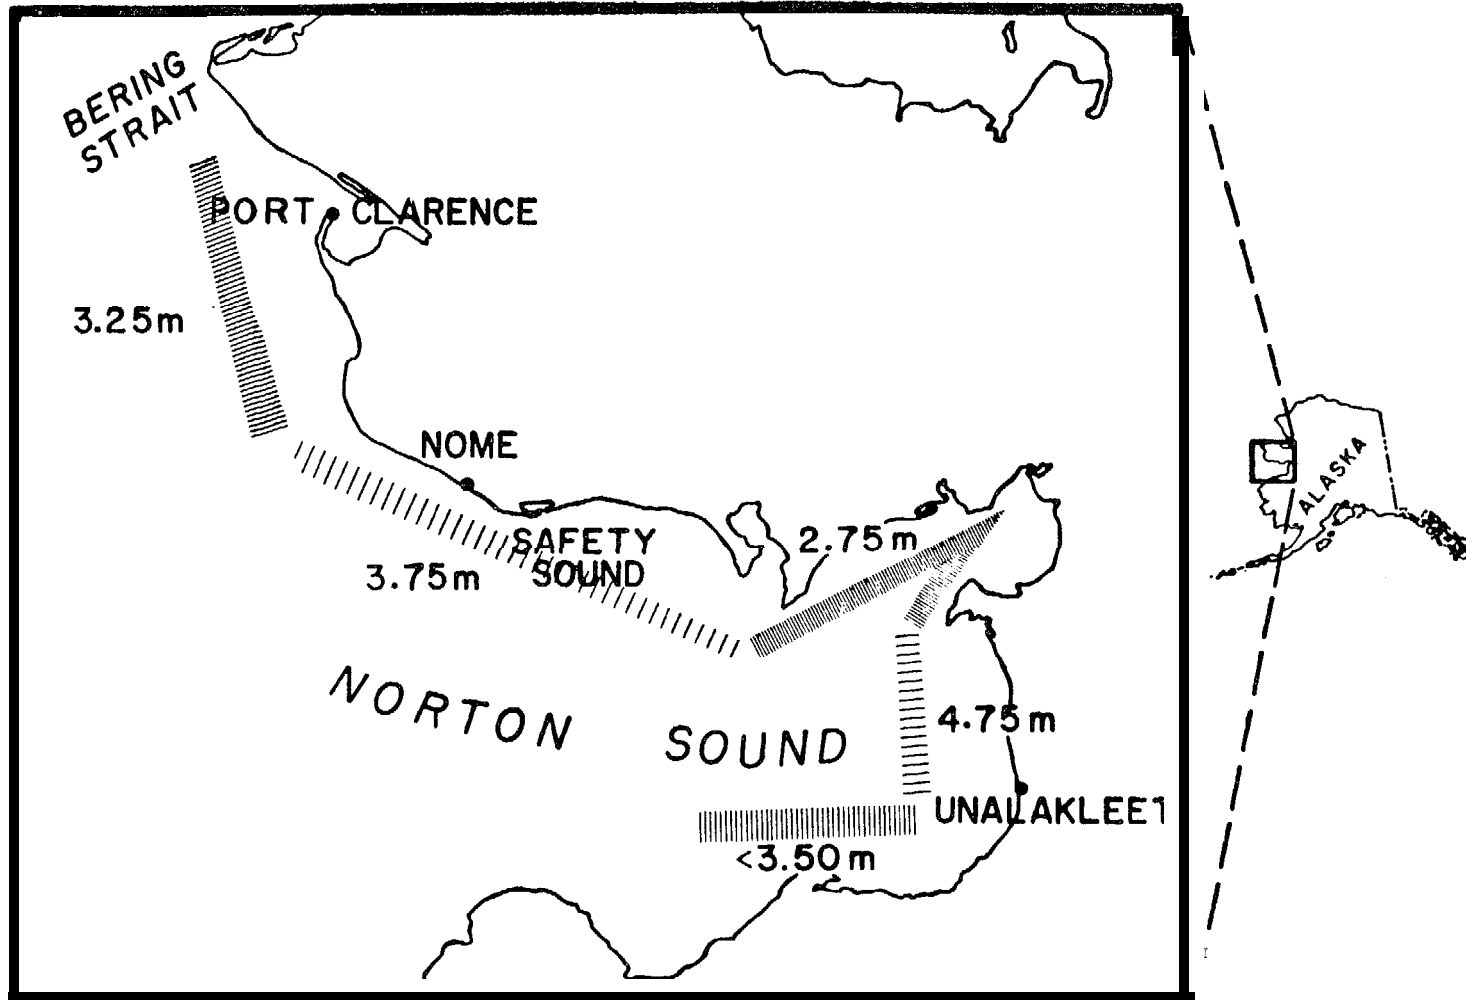 BERING
STRAIT
PORT CLARENCE
3.25m
NOME
SAFETY
SOUND
3.75m
2.75m
NORTON SOUND
4.75m
UNALAKLEET
<3.50m
ALASKA